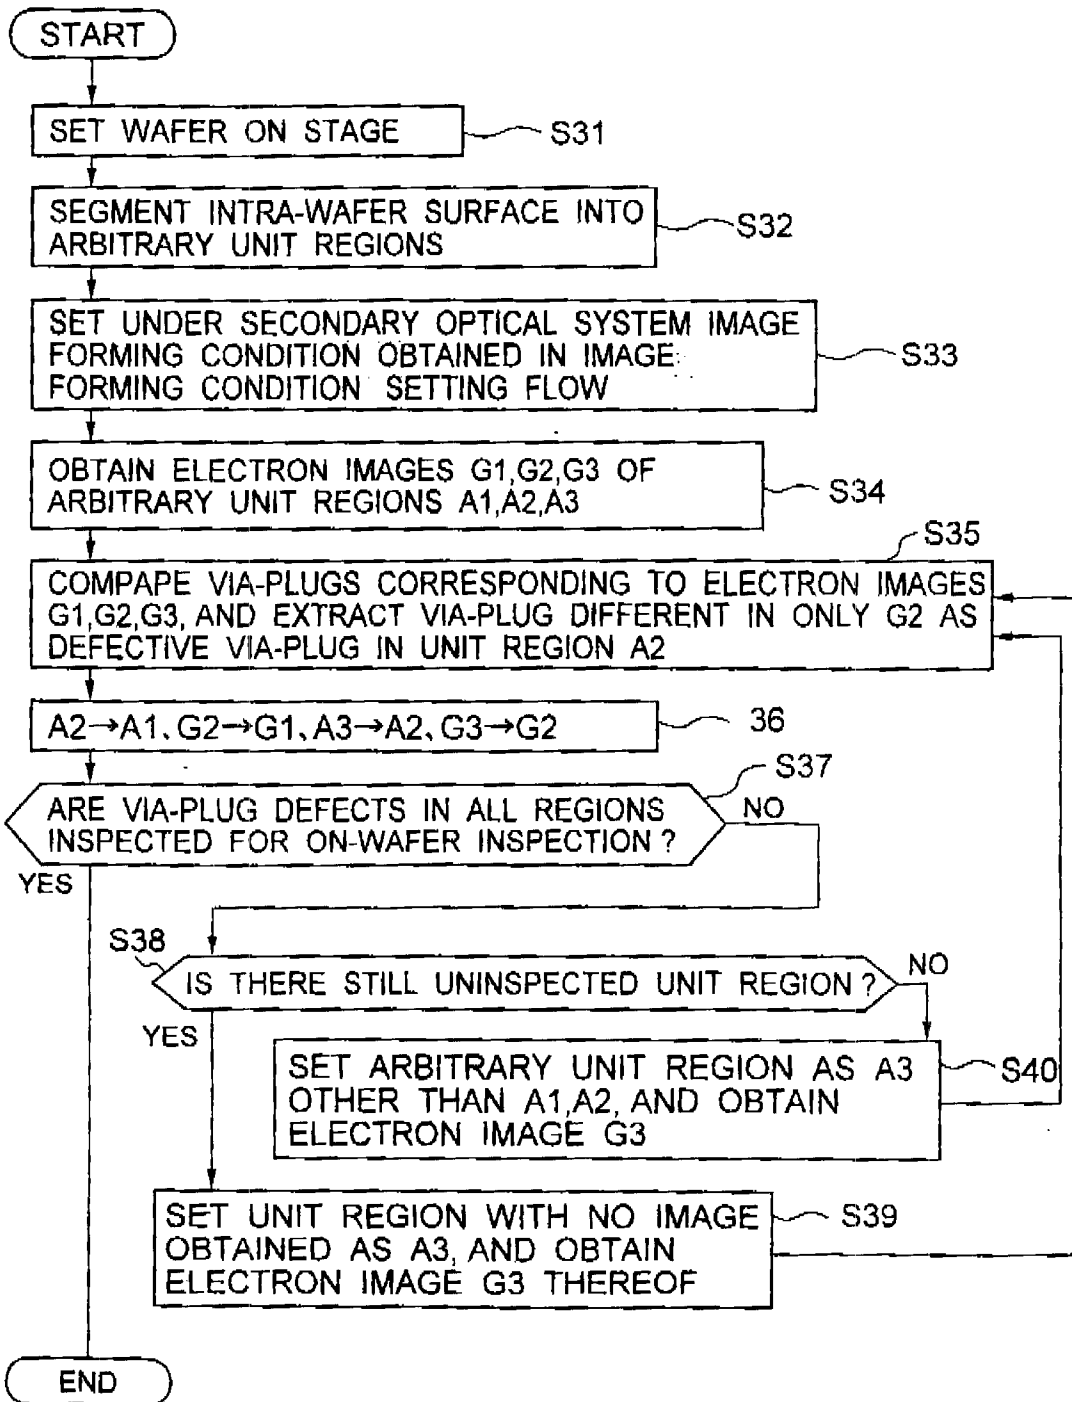 START
SET WAFER ON STAGE
S31
SEGMENT INTRA-WAFER SURFACE INTO
ARBITRARY UNIT REGIONS
S32
SET UNDER SECONDARY OPTICAL SYSTEM IMAGE
FORMING CONDITION OBTAINED IN IMAGE
FORMING CONDITION SETTING FLOW
S33
OBTAIN ELECTRON IMAGES G1,G2,G3 OF
ARBITRARY UNIT REGIONS A1,A2,A3
S34
S35
COMPAPE VIA-PLUGS CORRESPONDING TO ELECTRON IMAGES
G1,G2,G3, AND EXTRACT VIA-PLUG DIFFERENT IN ONLY G2 AS
DEFECTIVE VIA-PLUG IN UNIT REGION A2
A2→A1、G2→G1、A3→A2、G3→G2
36
S37
ARE VIA-PLUG DEFECTS IN ALL REGIONS
INSPECTED FOR ON-WAFER INSPECTION ?
NO
YES
S38
IS THERE STILL UNINSPECTED UNIT REGION ?
NO
YES
SET ARBITRARY UNIT REGION AS A3
OTHER THAN A1,A2, AND OBTAIN
ELECTRON IMAGE G3
S40
SET UNIT REGION WITH NO IMAGE
OBTAINED AS A3, AND OBTAIN
ELECTRON IMAGE G3 THEREOF
S39
END